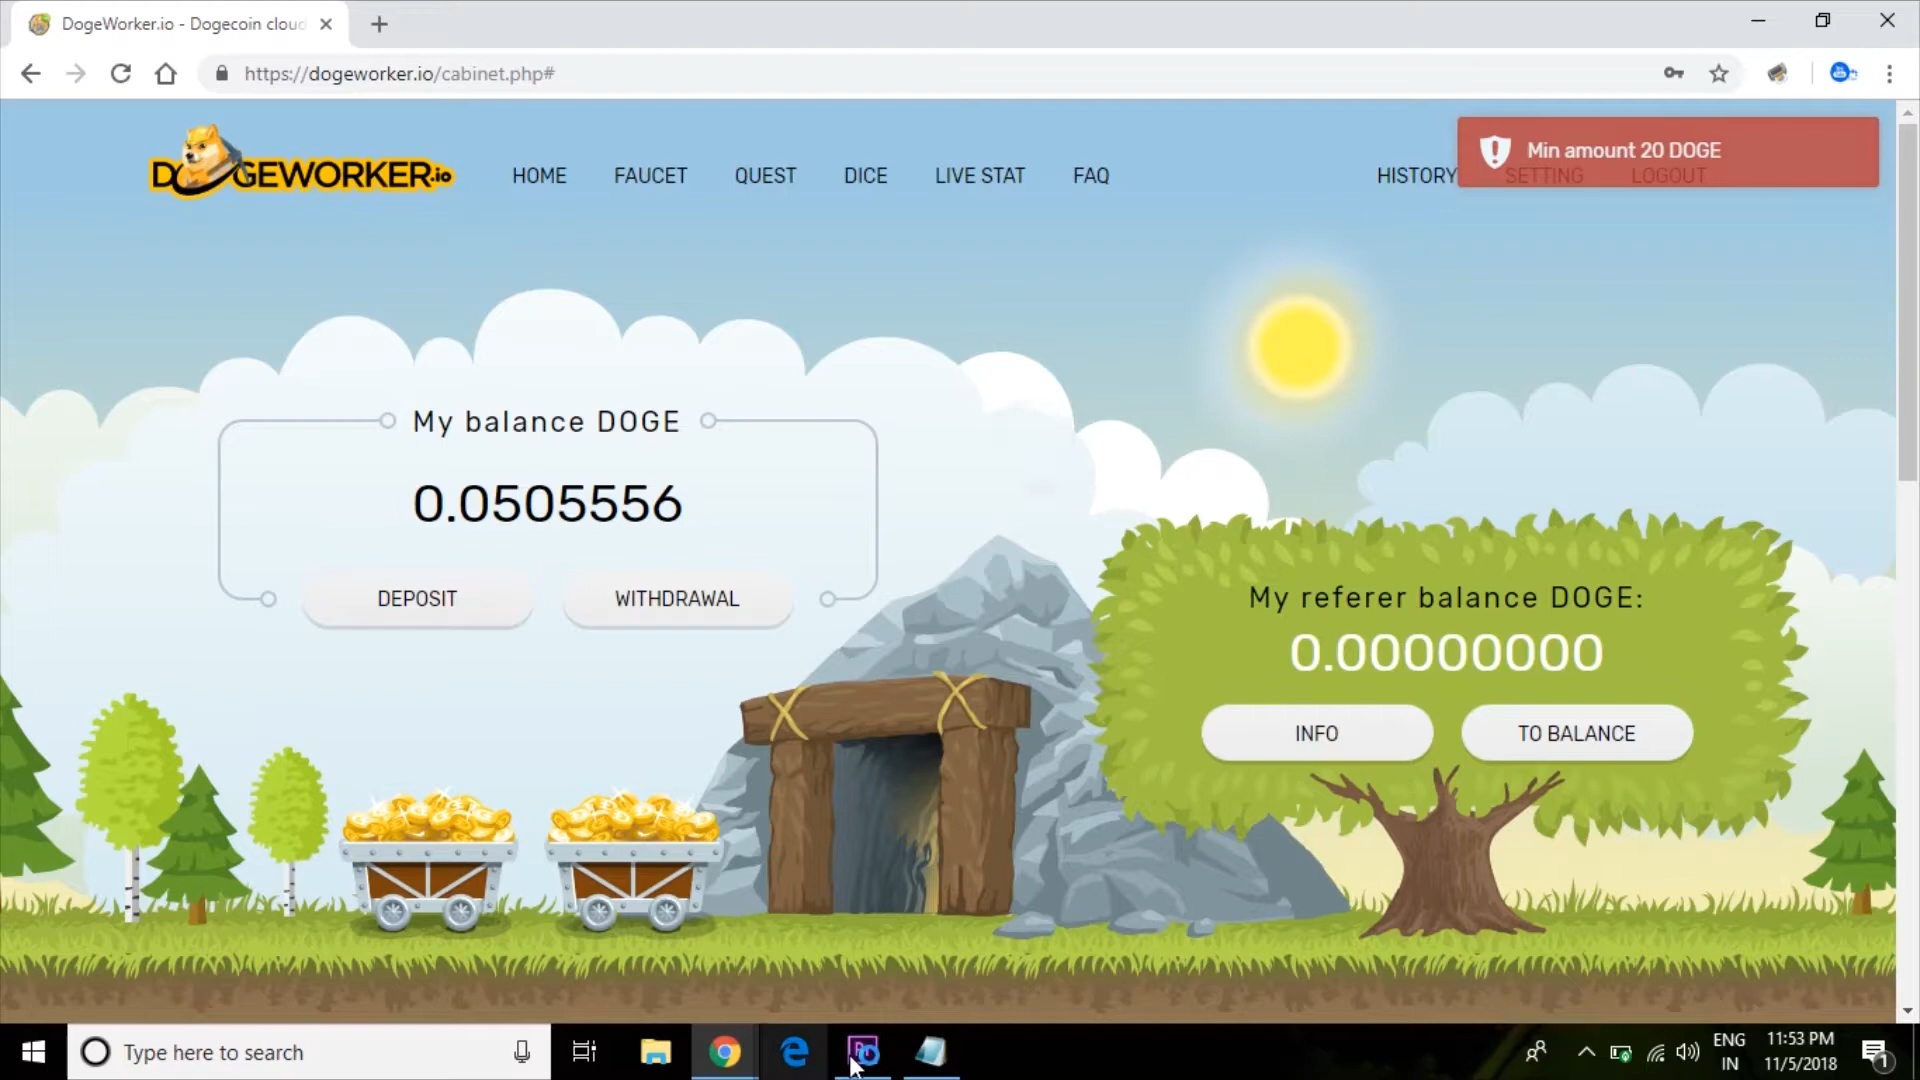 DogeWorker.io - Dogecoin cloud
https://dogeworker.io/cabinet.php#
DOGEWORKER.io
HOME
FAUCET
QUEST
DICE
LIVE STAT
FAQ
HISTORY
SETTING
LOGOUT
Min amount 20 DOGE
My balance DOGE
0.0505556
DEPOSIT
WITHDRAWAL
My referer balance DOGE:
0.00000000
INFO
TO BALANCE
Type here to search
ENG
IN
11:53 PM
11/5/2018
1